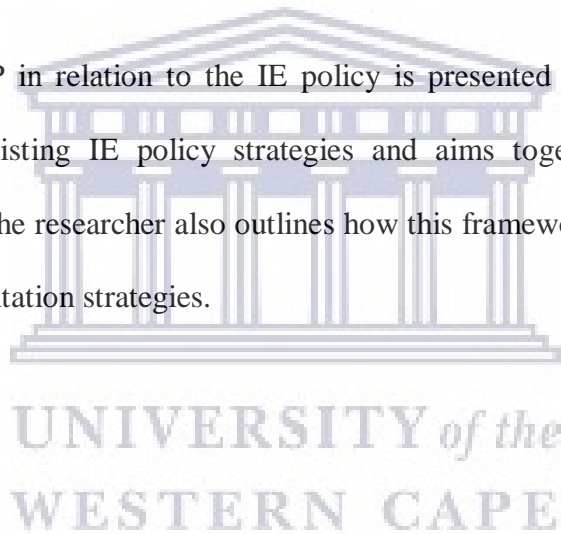 in relation to the IE policy is presented
isting IE policy strategies and aims toge
he researcher also outlines how this framew
tation strategies.
UNIVERSITY of the
WESTERN CAPE